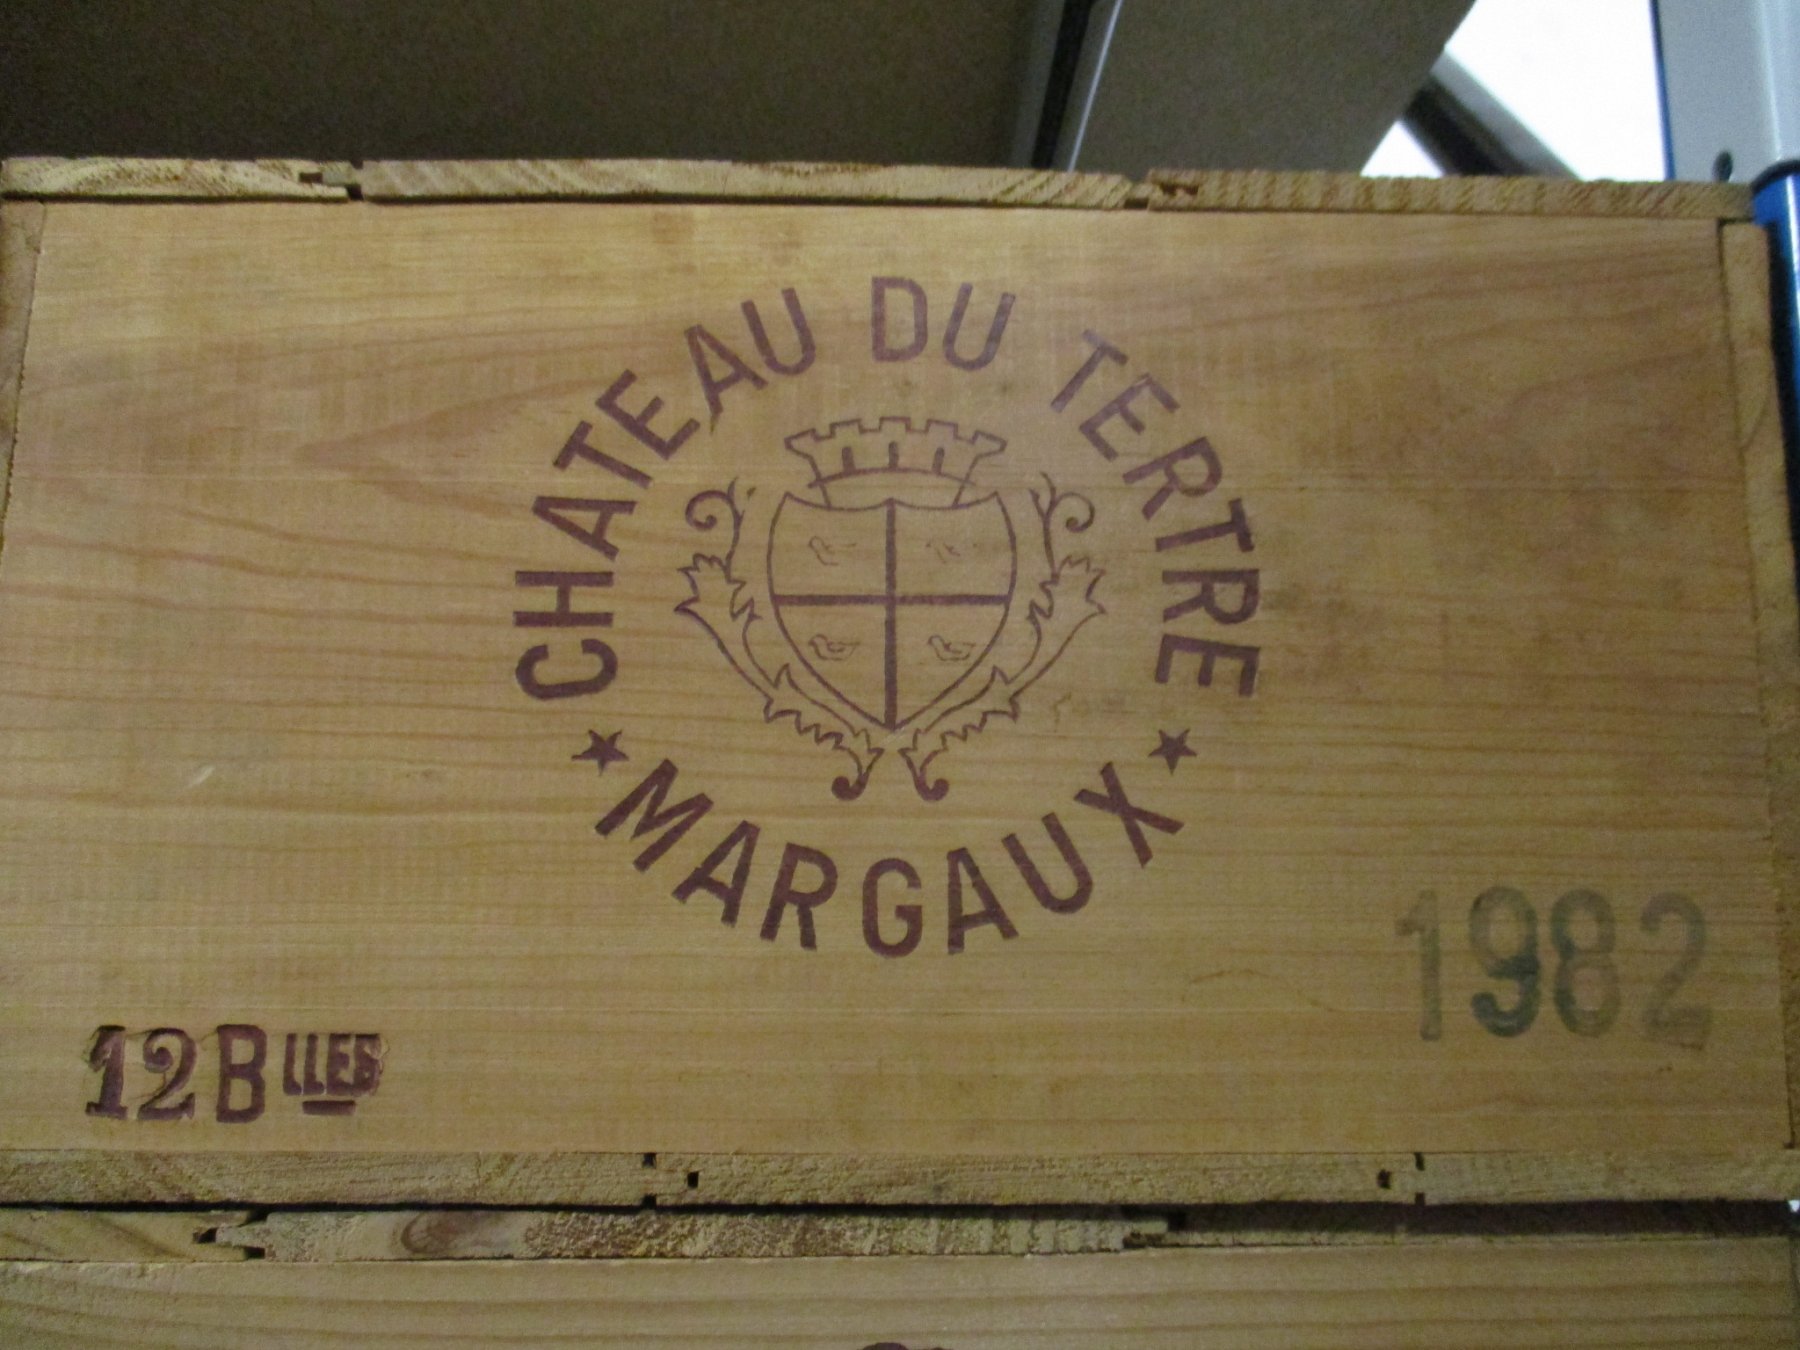 CHATEAU DU TERTRE
★ MARGAUX ★
1982
12 Blles